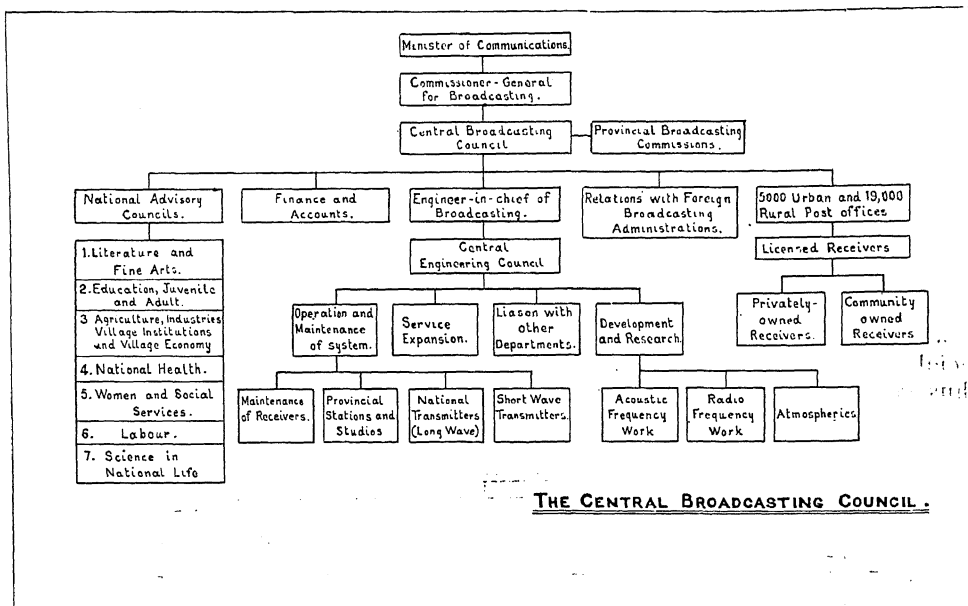 Minister of Communications.
Commissioner-General
for Broadcasting.
Central Broadcasting
Council
Provincial Broadcasting
Commissions.
National Advisory
Councils.
Finance and
Accounts.
Engineer-in-chief of
Broadcasting.
Relations with Foreign
Broadcasting
Administrations.
5000 Urban and 19,000
Rural Post offices
1.Literature and
Fine Arts.
2.Education, Juvenile
and Adult.
3 Agriculture, Industries
Village Institutions
and Village Economy
4. National Health.
5. Women and Social
Services.
6. Labour.
7. Science in
National Life
Central
Engineering Council
Licensed Receivers
Operation and
Maintenance
of system.
Service
Expansion.
Liason with
other
Departments.
Development
and Research.
Privately-
owned
Receivers.
Community
owned
Receivers
Maintenance
of Receivers.
Provincial
Stations and
Studios
National
Transmitters
(Long Wave)
Short Wave
Transmitters.
Acoustic
Frequency
Work
Radio
Frequency
Work
Atmospherics
THE CENTRAL BROADCASTING COUNCIL.